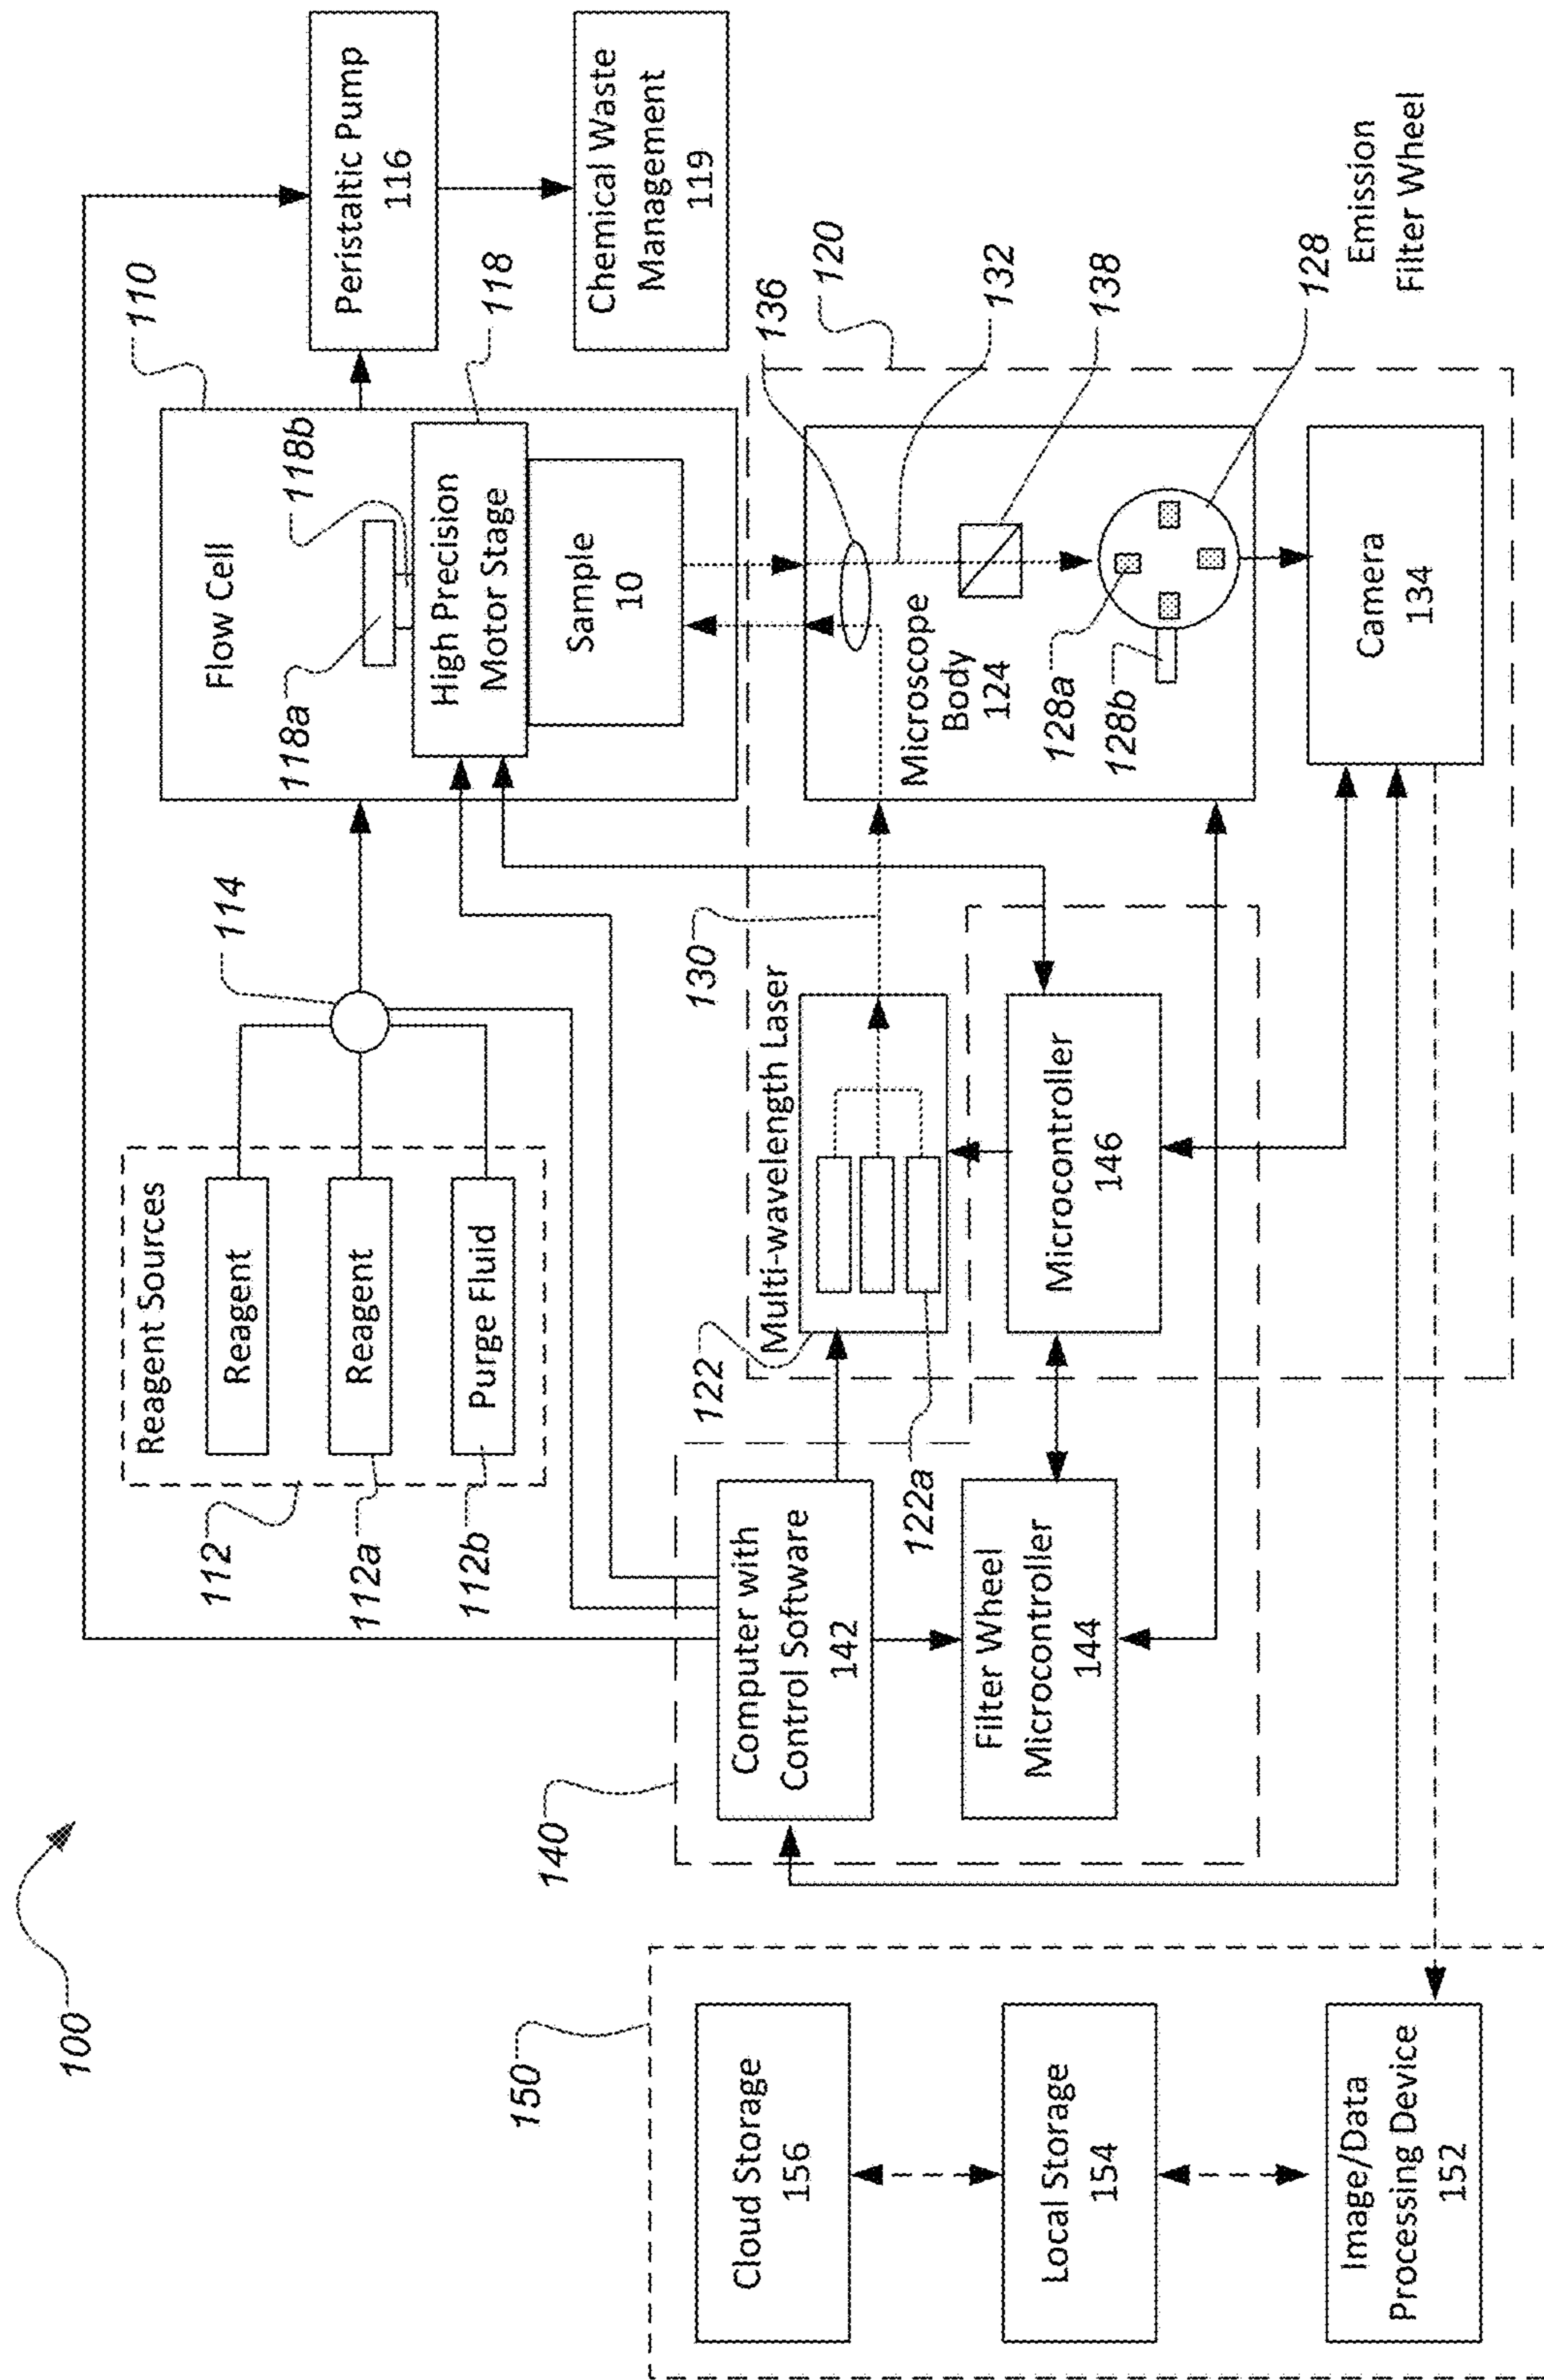 100
110
Flow Cell
118a
118b
High Precision
Motor Stage
118
Sample
10
Peristaltic Pump
116
Chemical Waste
Management
119
114
Reagent Sources
Reagent
Reagent
Purge Fluid
112
112a
112b
140
Computer with
Control Software
142
Filter Wheel
Microcontroller
144
122
Multi-wavelength Laser
122a
130
Microcontroller
146
136
120
132
138
Microscope
Body
124
128a
128b
128
Emission
Filter Wheel
Camera
134
150
Cloud Storage
156
Local Storage
154
Image/Data
Processing Device
152